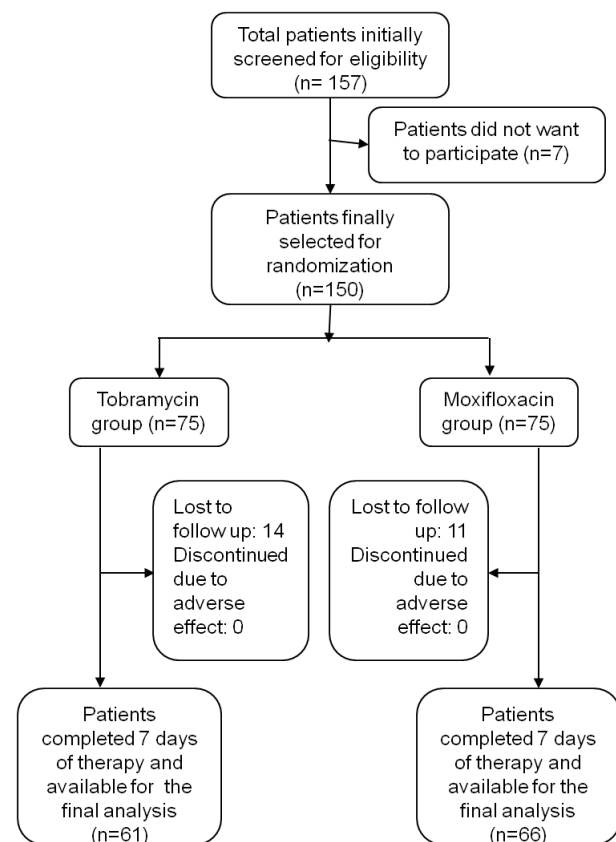 Total patients initially
screened for eligibility
(n= 157)
Patients did not want
to participate (n=7)
Patients finally
selected for
randomization
(n=150)
Tobramycin
group (n=75)
Moxifloxacin
group (n=75)
Lost to
follow up: 14
Discontinued
due to
adverse
effect: 0
Lost to follow
up: 11
Discontinued
due to
adverse
effect: 0
Patients
completed 7 days
of therapy and
available for the
final analysis
(n=61)
Patients
completed 7 days
of therapy and
available for the
final analysis
(n=66)